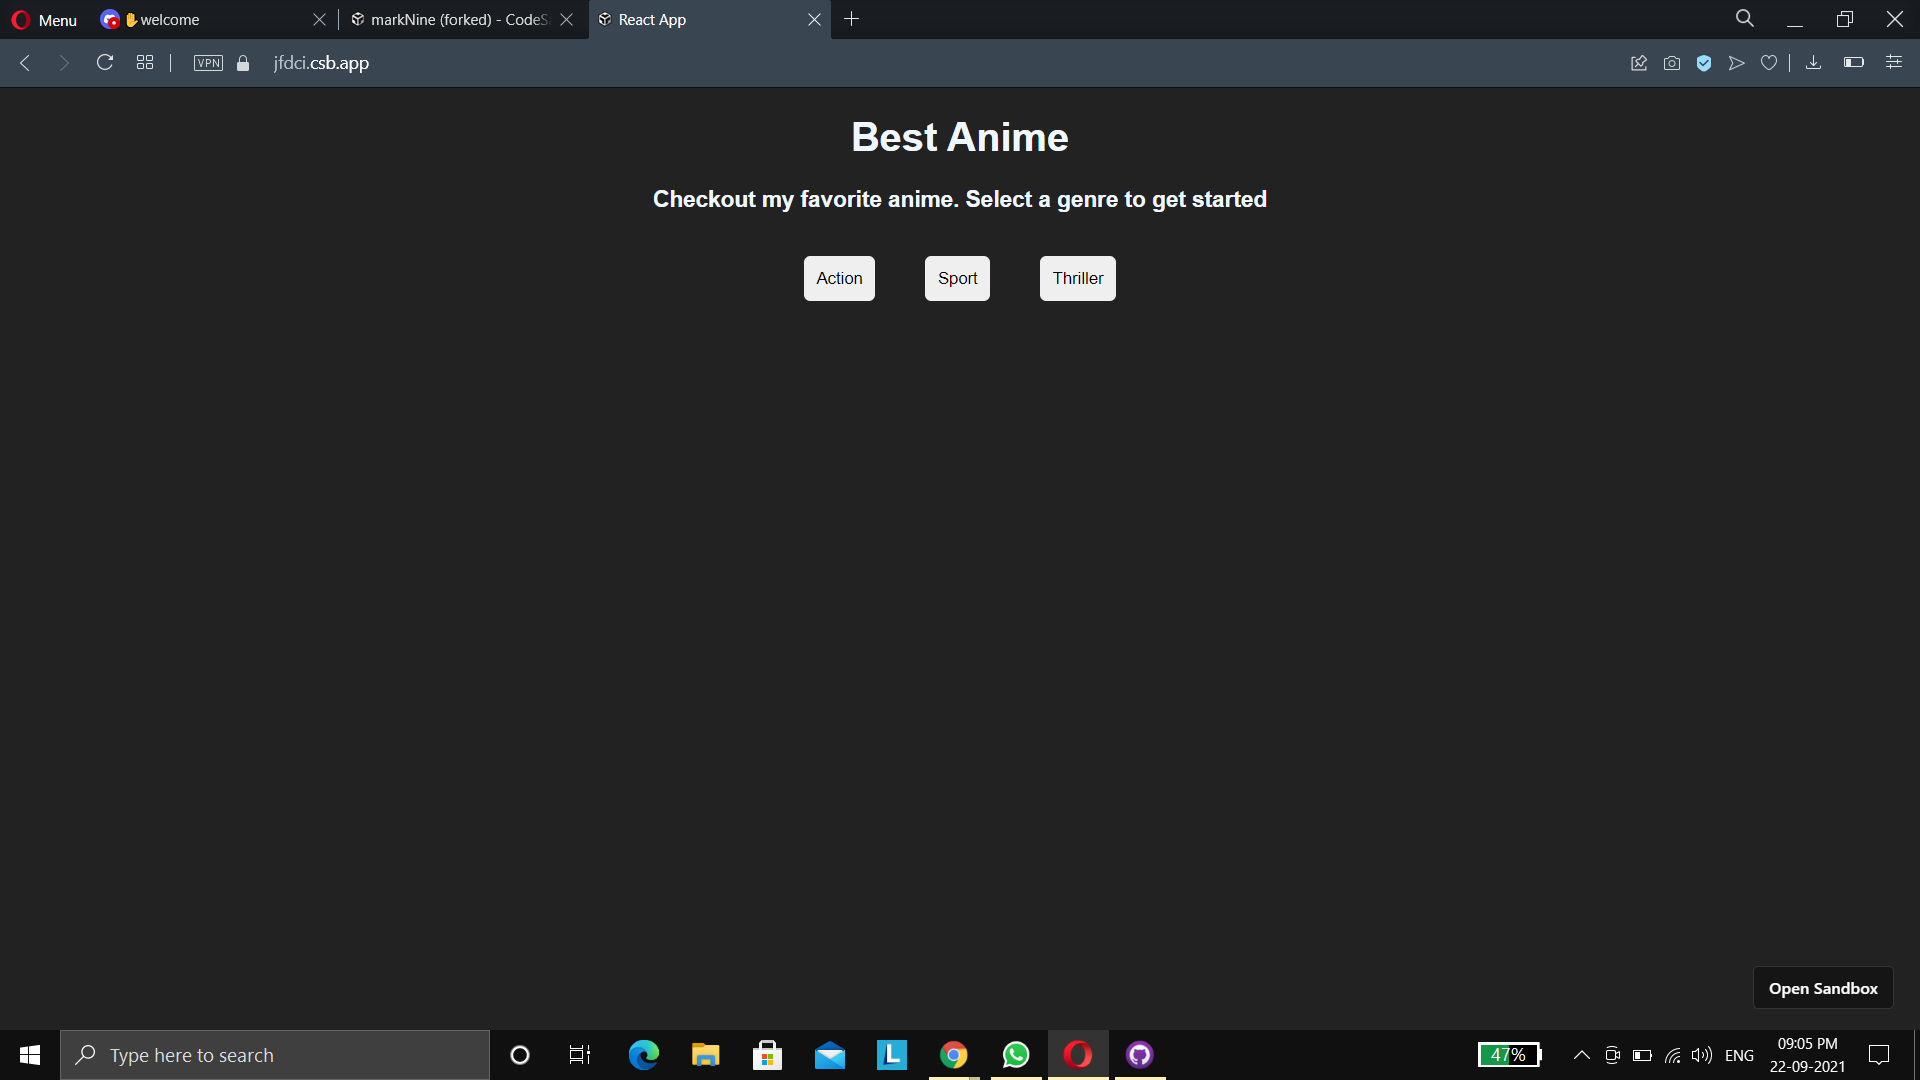 Menu
✋welcome
markNine (forked) - CodeS
React App
VPN
jfdci.csb.app
Best Anime
Checkout my favorite anime. Select a genre to get started
Action
Sport
Thriller
Open Sandbox
Type here to search
L
47%
ENG
09:05 PM
22-09-2021